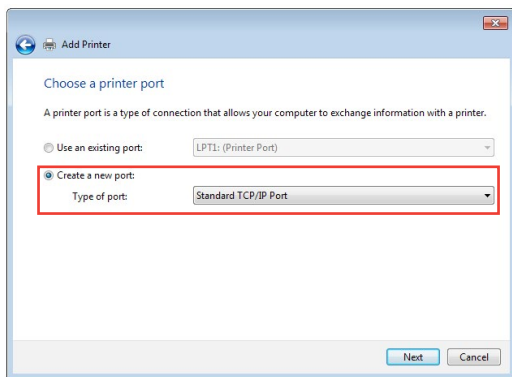 Add Printer
Choose a printer port
A printer port is a type of connection that allows your computer to exchange information with a printer.
Use an existing port: LPT1: (Printer Port)
Create a new port:
Type of port: Standard TCP/IP Port
Next Cancel